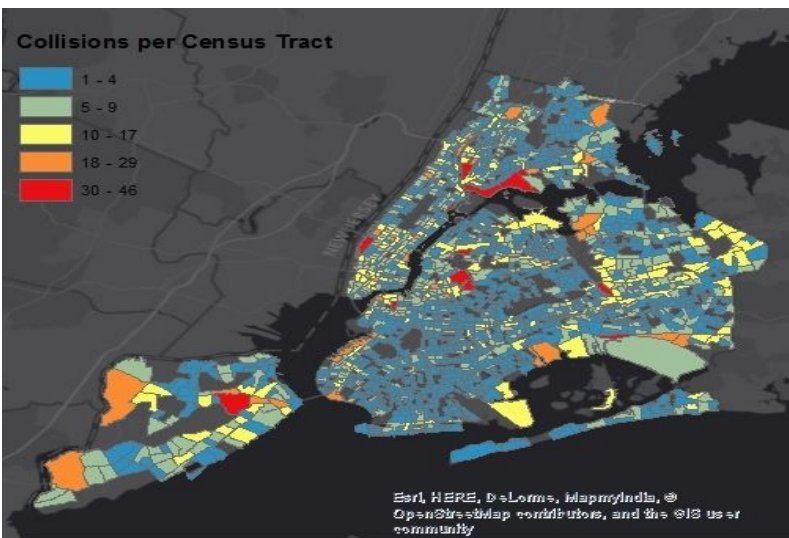 Collisions per Census Tract
1 - 4
5 - 9
10 - 17
18 - 29
30 - 46
NEW JERSEY
Esri, HERE, DeLorme, MapmyIndia, ©
OpenStreetMap contributors, and the GIS user
community